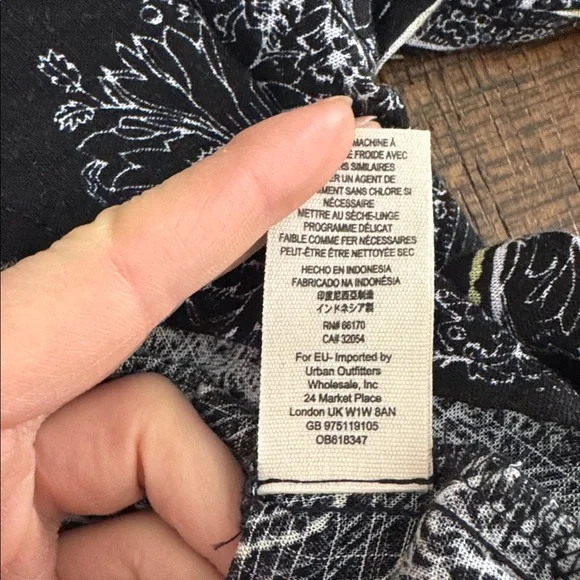 MACHINE À
FROIDE AVEC
SIMILAIRES
UN AGENT DE
SANS CHLORE SI
NÉCESSAIRE
METTRE AU SÈCHE-LINGE
PROGRAMME DÉLICAT
FAIBLE COMME FER NÉCESSAIRES
PEUT-ÊTRE ÊTRE NETTOYÉE SEC
HECHO EN INDONESIA
FABRICADO NA INDONESIA
印度尼西亞制造
インドネシア製
RN# 66170
CA# 32054
For EU- Imported by
Urban Outfitters
Wholesale, Inc
24 Market Place
London UK W1W 8AN
GB 975119105
OB618347